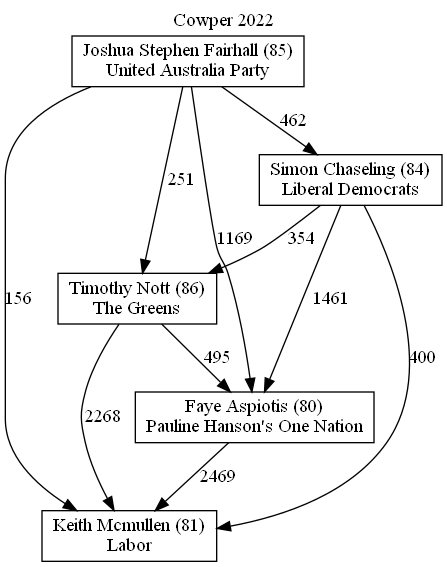 Cowper 2022
Joshua Stephen Fairhall (85)
United Australia Party
462
Simon Chaseling (84)
Liberal Democrats
251
1169
354
156
1461
400
Timothy Nott (86)
The Greens
495
2268
Faye Aspiotis (80)
Pauline Hanson's One Nation
2469
Keith Mcmullen (81)
Labor